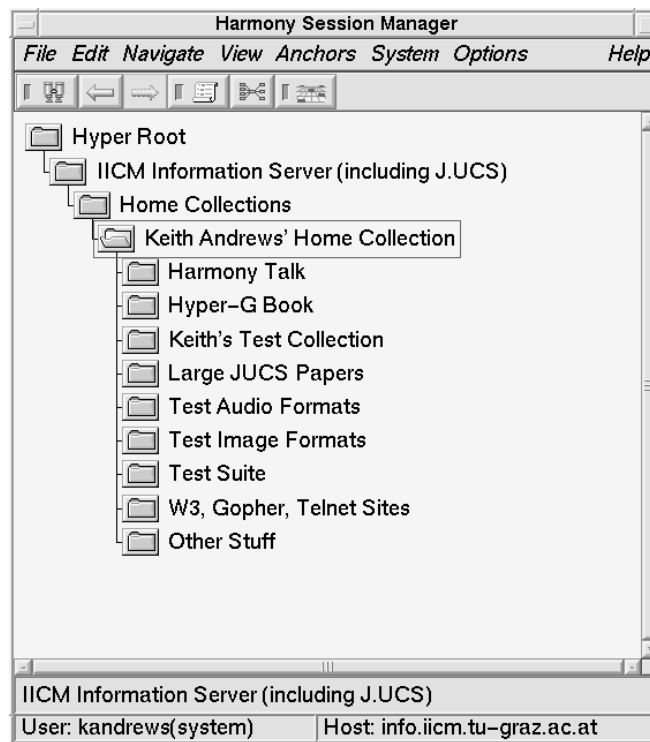 Harmony Session Manager
File Edit Navigate View Anchors System Options Help
Hyper Root
IICM Information Server (including J.UCS)
Home Collections
Keith Andrews' Home Collection
Harmony Talk
Hyper-G Book
Keith's Test Collection
Large JUCS Papers
Test Audio Formats
Test Image Formats
Test Suite
W3, Gopher, Telnet Sites
Other Stuff
IICM Information Server (including J.UCS)
User: kandrews(system) Host: info.iicm.tu-graz.ac.at